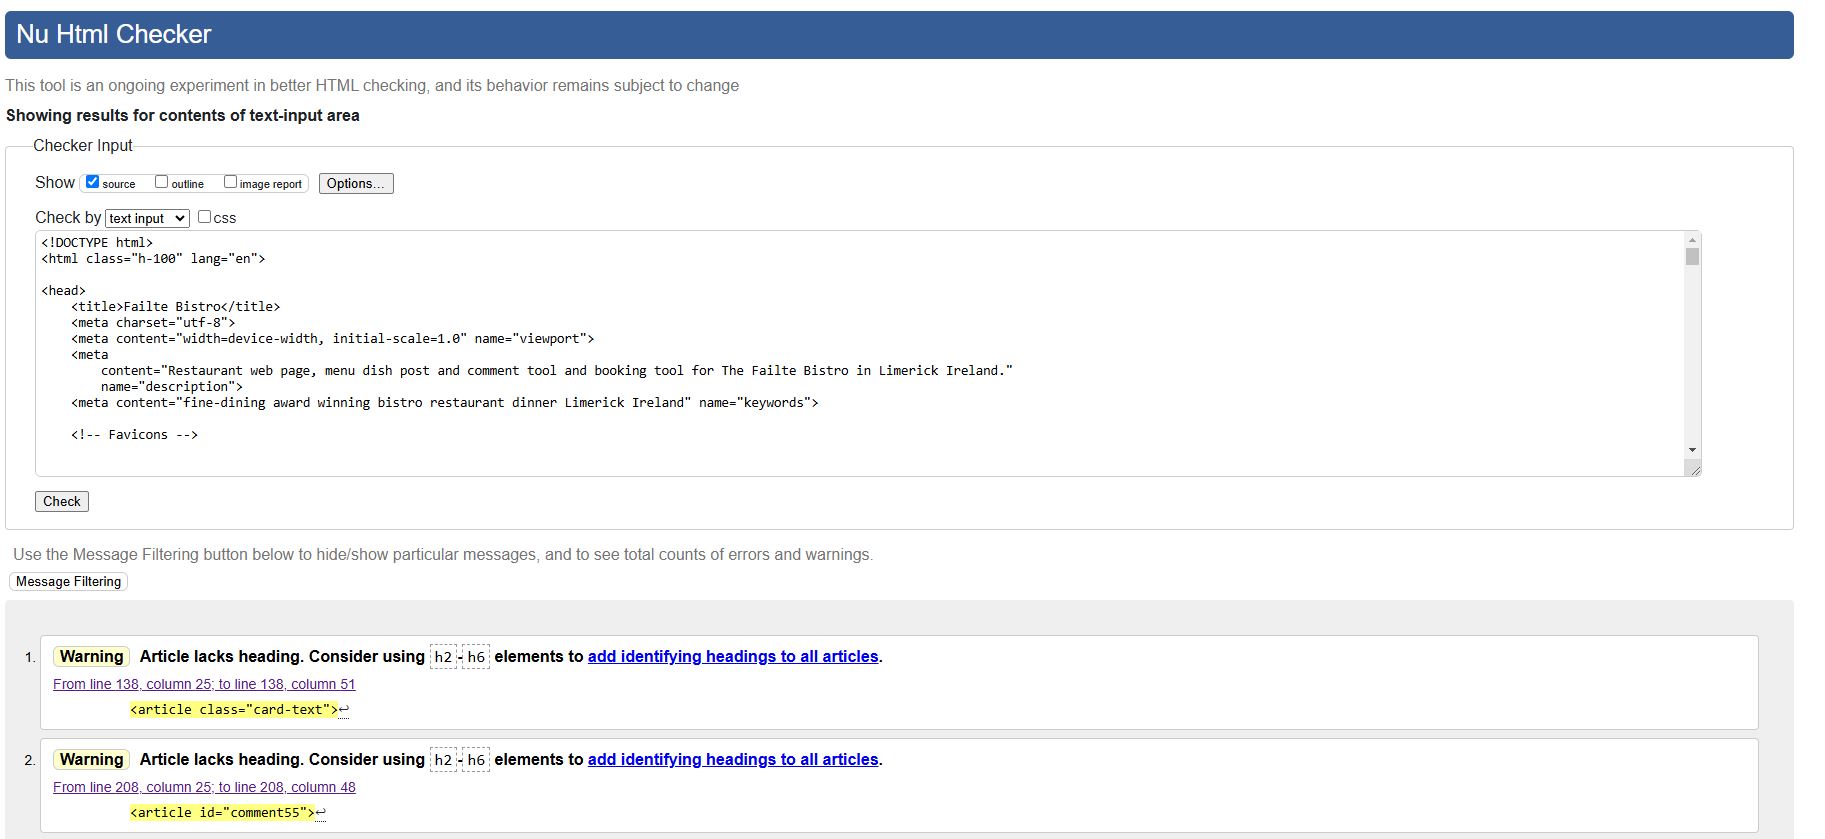 Nu Html Checker
This tool is an ongoing experiment in better HTML checking, and its behavior remains subject to change
Showing results for contents of text-input area
Checker Input
Show source outline image report Options...
Check by text input css
<!DOCTYPE html>
<html class="h-100" lang="en">
<head>
<title>Failte Bistro</title>
<meta charset="utf-8">
<meta content="width=device-width, initial-scale=1.0" name="viewport">
<meta
content="Restaurant web page, menu dish post and comment tool and booking tool for The Failte Bistro in Limerick Ireland."
name="description">
<meta content="fine-dining award winning bistro restaurant dinner Limerick Ireland" name="keywords">
<!-- Favicons -->
Check
Use the Message Filtering button below to hide/show particular messages, and to see total counts of errors and warnings.
Message Filtering
1. Warning Article lacks heading. Consider using h2-h6 elements to add identifying headings to all articles.
From line 138, column 25; to line 138, column 51
<article class="card-text">↩
2. Warning Article lacks heading. Consider using h2-h6 elements to add identifying headings to all articles.
From line 208, column 25; to line 208, column 48
<article id="comment55">↩